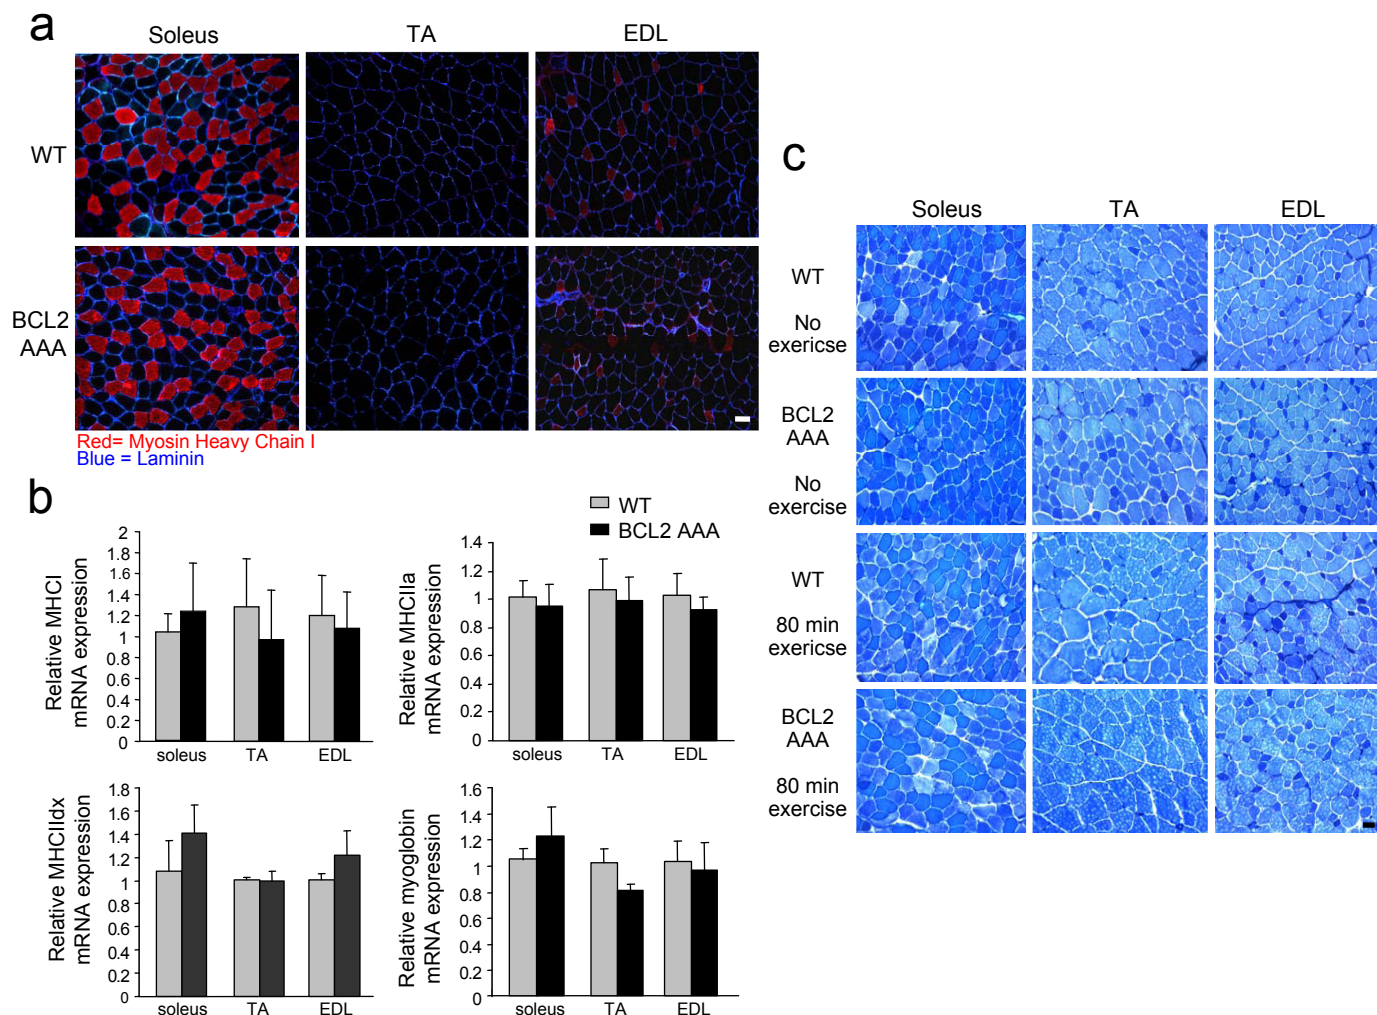 a
Soleus
TA
EDL
WT
BCL2
AAA
Red= Myosin Heavy Chain I
Blue = Laminin
b
WT
BCL2 AAA
Relative MHCI
mRNA expression
2
1.8
1.6
1.4
1.2
1
0.8
0.6
0.4
0.2
0
soleus
TA
EDL
Relative MHCIIa
mRNA expression
1.4
1.2
1
0.8
0.6
0.4
0.2
0
soleus
TA
EDL
Relative MHCIIdx
mRNA expression
1.8
1.6
1.4
1.2
1
0.8
0.6
0.4
0.2
0
soleus
TA
EDL
Relative myoglobin
mRNA expression
1.6
1.4
1.2
1
0.8
0.6
0.4
0.2
0
soleus
TA
EDL
c
Soleus
TA
EDL
WT
No
exericse
BCL2
AAA
No
exercise
WT
80 min
exericse
BCL2
AAA
80 min
exercise